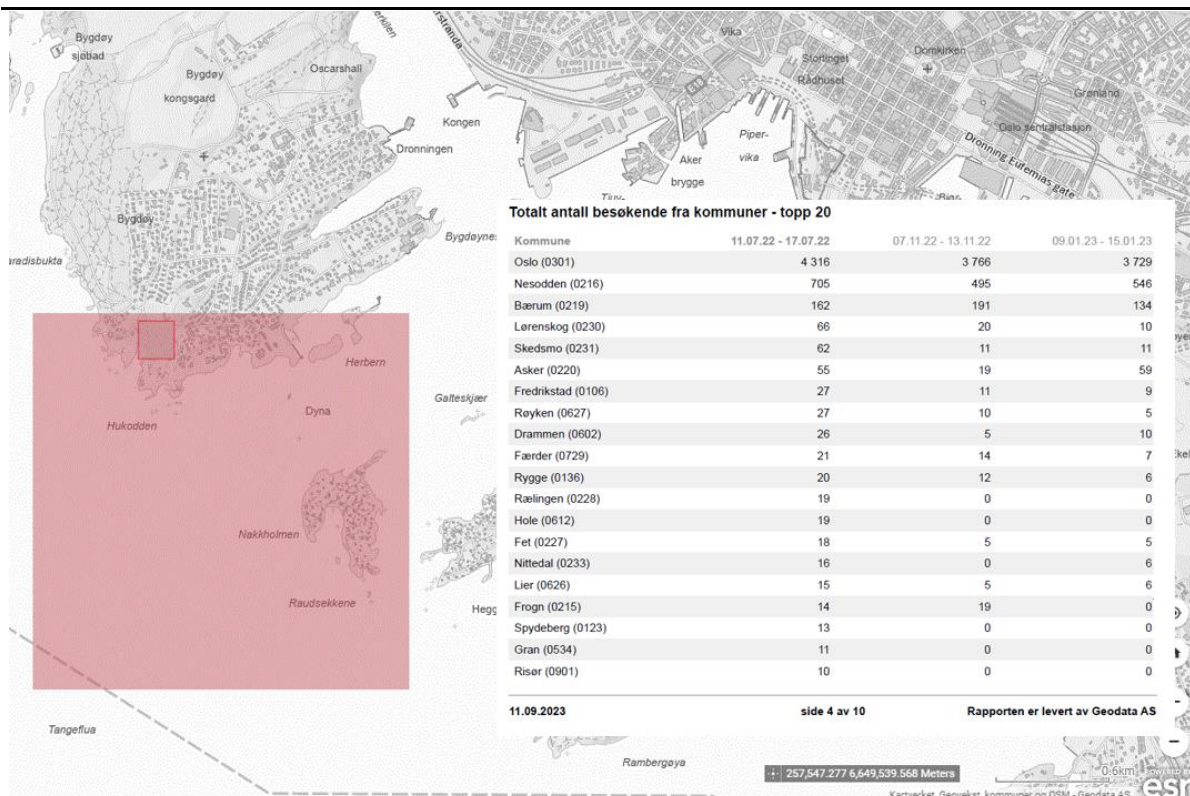 Bygdøy
sjøbad
Bygdøy
kongsgard
Oscarshall
Kongen
Dronningen
Bygdøy
Vika
Stortinget
Rådhuset
Domkirken
Grønland
Oslo sentralstasjon
Dronning Eufemias gate
Piper-
vika
Aker
brygge
Herbern
Dyna
Galteskjær
Hukodden
Nakkholmen
Raudsekkene
Tangeflua
Rambergøya
Totalt antall besøkende fra kommuner - topp 20
Kommune 11.07.22 - 17.07.22 07.11.22 - 13.11.22 09.01.23 - 15.01.23
Oslo (0301) 4 316 3 766 3 729
Nesodden (0216) 705 495 546
Bærum (0219) 162 191 134
Lørenskog (0230) 66 20 10
Skedsmo (0231) 62 11 11
Asker (0220) 55 19 59
Fredrikstad (0106) 27 11 9
Røyken (0627) 27 10 5
Drammen (0602) 26 5 10
Færder (0729) 21 14 7
Rygge (0136) 20 12 6
Rælingen (0228) 19 0 0
Hole (0612) 19 0 0
Fet (0227) 18 5 5
Nittedal (0233) 16 0 6
Lier (0626) 15 5 6
Frogn (0215) 14 19 0
Spydeberg (0123) 13 0 0
Gran (0534) 11 0 0
Risør (0901) 10 0 0
11.09.2023 side 4 av 10 Rapporten er levert av Geodata AS
257,547.277 6,649,539.568 Meters
0.6km